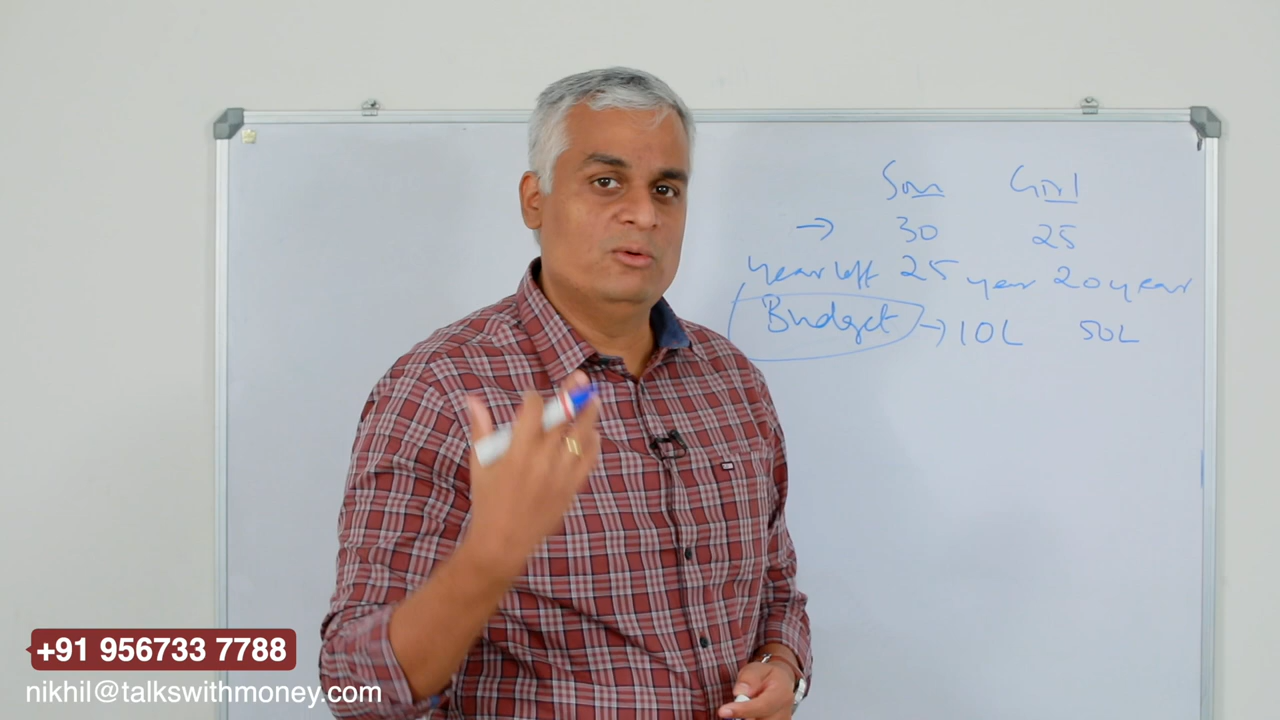 Son Girl
→ 30 25
year left 25 year 20 year
Budget → 10L 50L
+91 956733 7788
nikhil@talkswithmoney.com